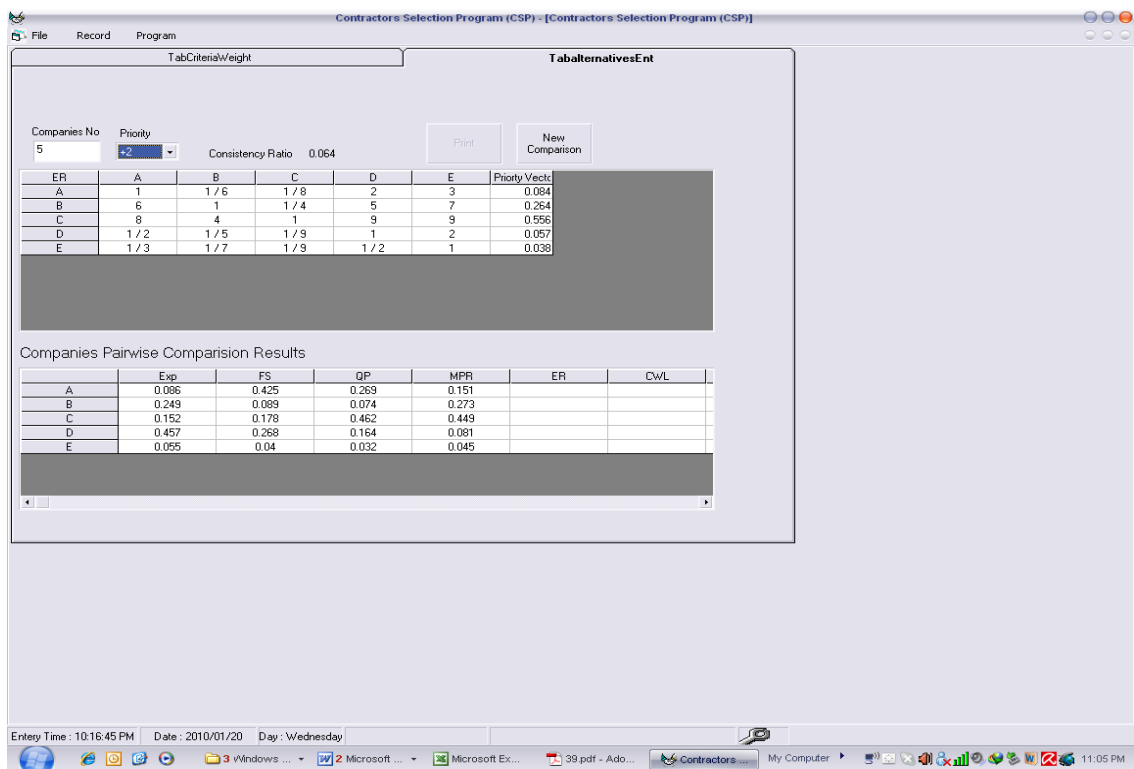 Contractors Selection Program (CSP) - [Contractors Selection Program (CSP)]
File Record Program
TabCriteriaWeight TabalternativesEnt
Companies No Priority
5 +2 Consistency Ratio 0.064 Print New Comparison
ER A B C D E Priorty Vectc
A 1 1 / 6 1 / 8 2 3 0.084
B 6 1 1 / 4 5 7 0.264
C 8 4 1 9 9 0.556
D 1 / 2 1 / 5 1 / 9 1 2 0.057
E 1 / 3 1 / 7 1 / 9 1 / 2 1 0.038
Companies Pairwise Comparision Results
Exp FS QP MPR ER CWL
A 0.086 0.425 0.269 0.151
B 0.249 0.089 0.074 0.273
C 0.152 0.178 0.462 0.449
D 0.457 0.268 0.164 0.081
E 0.055 0.04 0.032 0.045
Entery Time : 10:16:45 PM Date : 2010/01/20 Day : Wednesday
3 Windows ... 2 Microsoft ... Microsoft Ex... 39.pdf - Ado... Contractors ... My Computer 11:05 PM